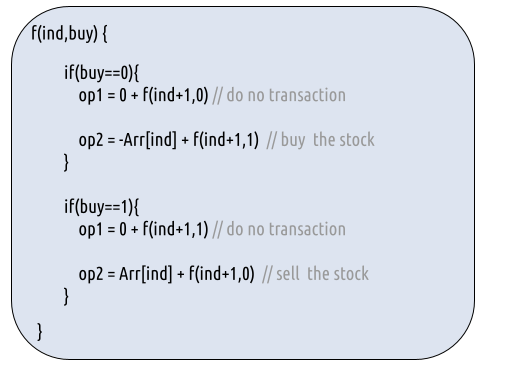 f(ind,buy) {
if(buy==0){
op1 = 0 + f(ind+1,0) // do no transaction
op2 = -Arr[ind] + f(ind+1,1) // buy the stock
}
if(buy==1){
op1 = 0 + f(ind+1,1) // do no transaction
op2 = Arr[ind] + f(ind+1,0) // sell the stock
}
}